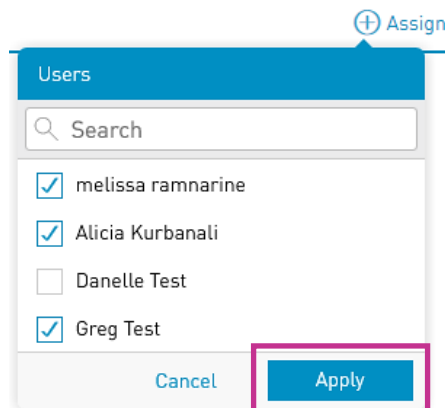 Assign
Users
Search
melissa ramnarine
Alicia Kurbanali
Danelle Test
Greg Test
Cancel
Apply